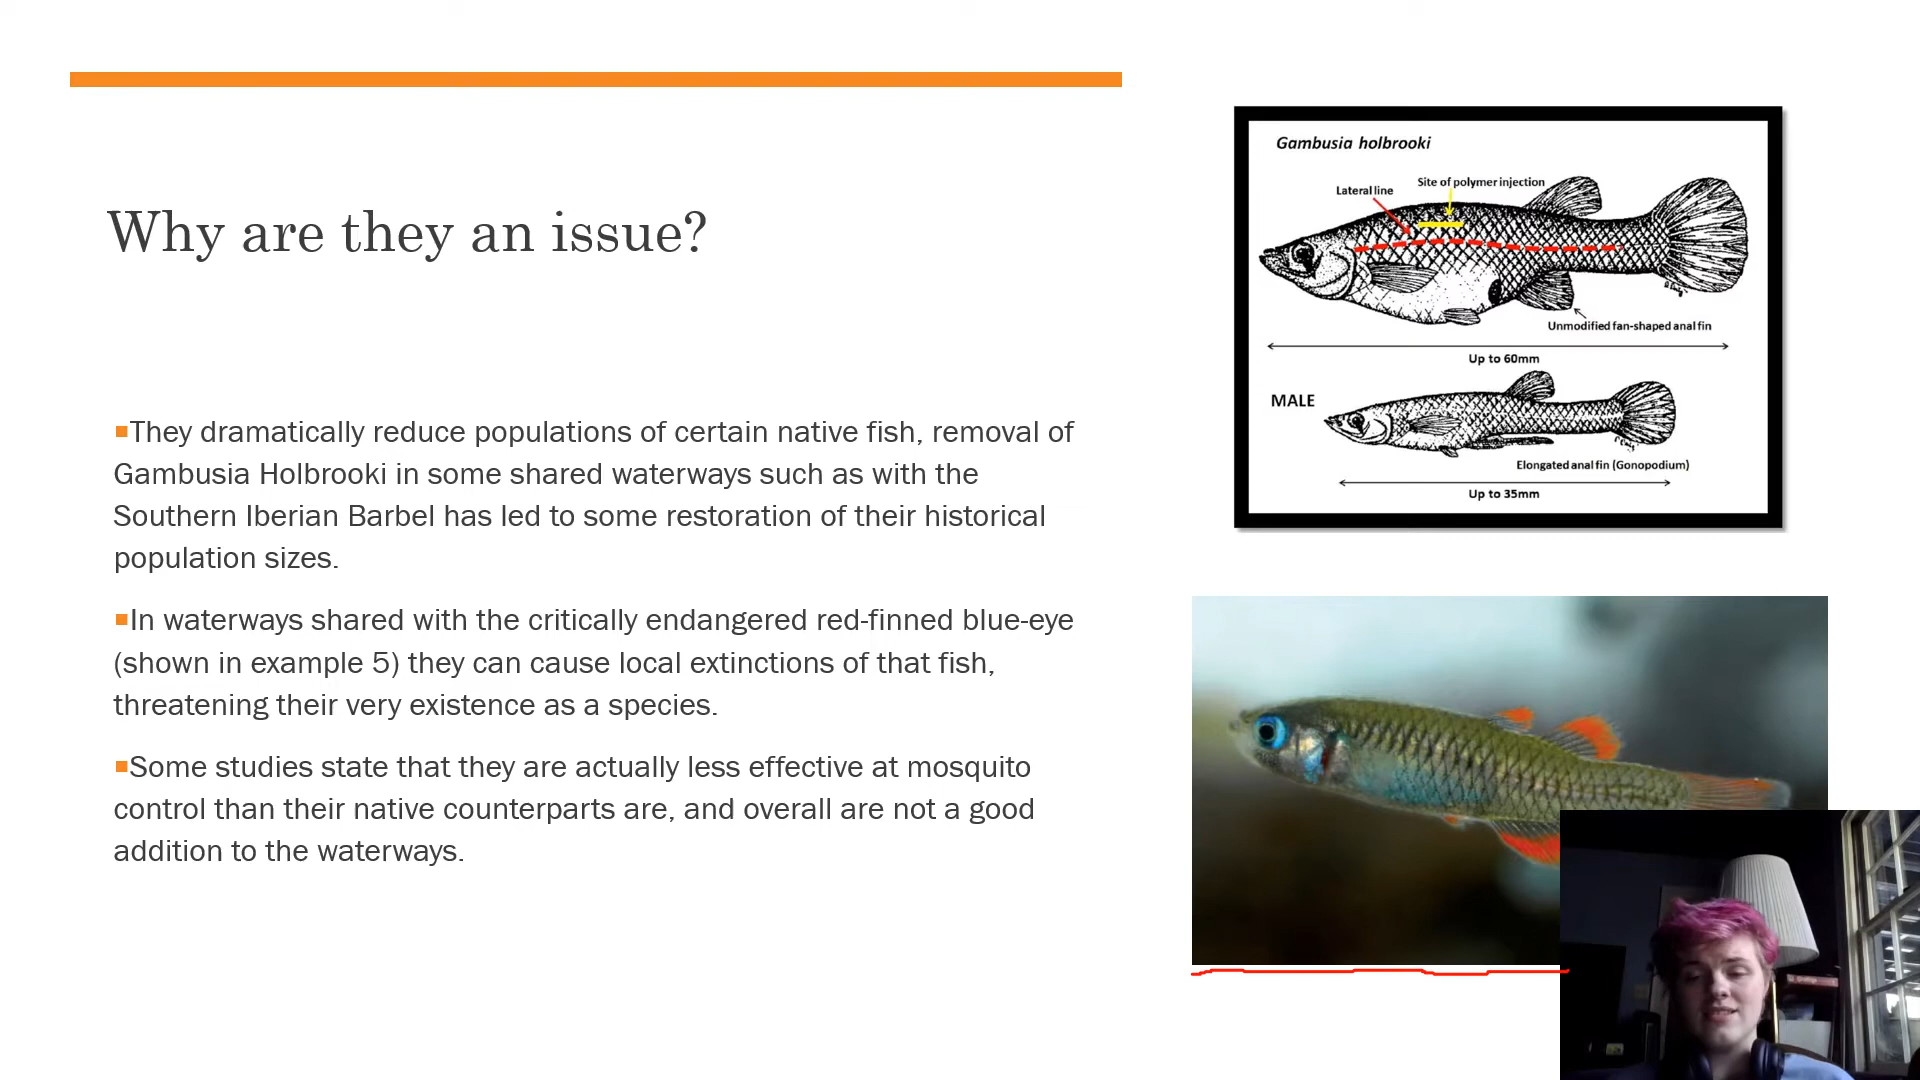 Why are they an issue?
▪They dramatically reduce populations of certain native fish, removal of
Gambusia Holbrooki in some shared waterways such as with the
Southern Iberian Barbel has led to some restoration of their historical
population sizes.
▪In waterways shared with the critically endangered red-finned blue-eye
(shown in example 5) they can cause local extinctions of that fish,
threatening their very existence as a species.
▪Some studies state that they are actually less effective at mosquito
control than their native counterparts are, and overall are not a good
addition to the waterways.
Gambusia holbrooki
Lateral line
Site of polymer injection
Unmodified fan-shaped anal fin
Up to 60mm
MALE
Elongated anal fin (Gonopodium)
Up to 35mm